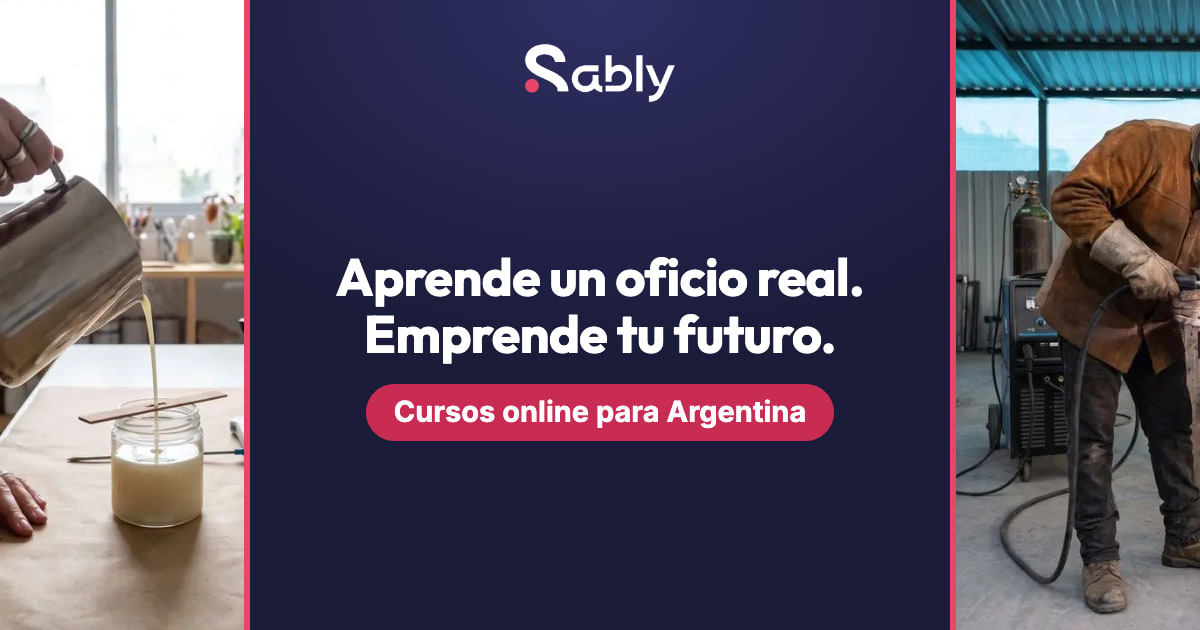 Sably
Aprende un oficio real.
Emprende tu futuro.
Cursos online para Argentina